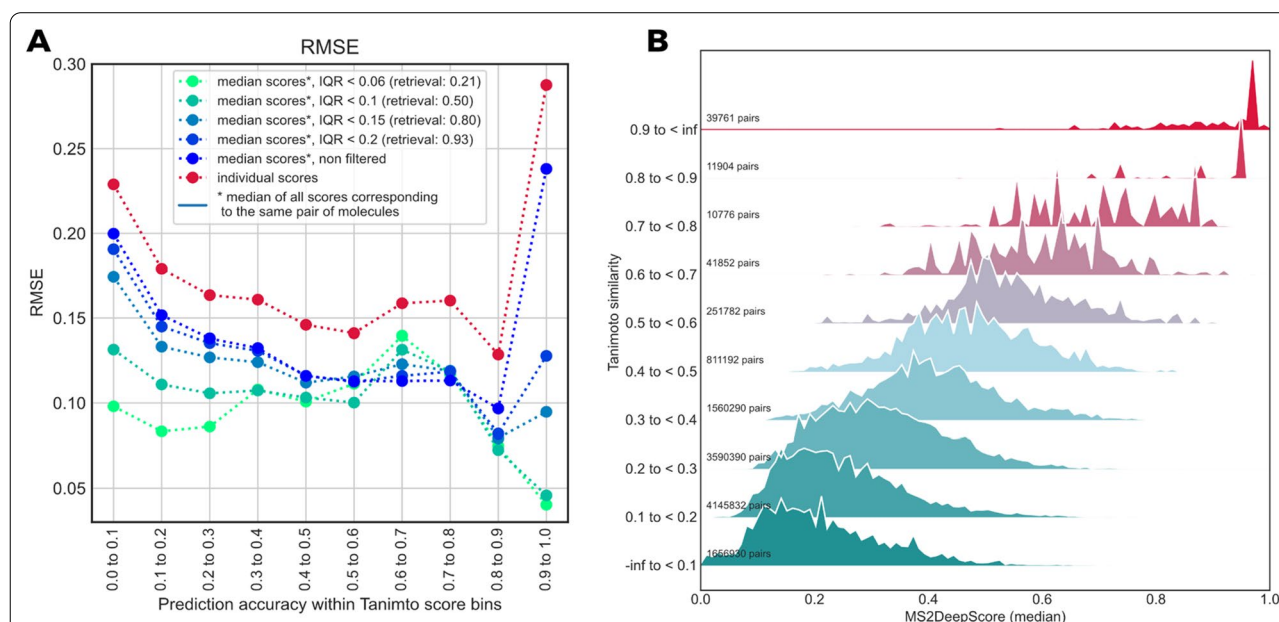 A
RMSE
RMSE
0.30
0.25
0.20
0.15
0.10
0.05
median scores*, IQR < 0.06 (retrieval: 0.21)
median scores*, IQR < 0.1 (retrieval: 0.50)
median scores*, IQR < 0.15 (retrieval: 0.80)
median scores*, IQR < 0.2 (retrieval: 0.93)
median scores*, non filtered
individual scores
* median of all scores corresponding
to the same pair of molecules
0.0 to 0.1
0.1 to 0.2
0.2 to 0.3
0.3 to 0.4
0.4 to 0.5
0.5 to 0.6
0.6 to 0.7
0.7 to 0.8
0.8 to 0.9
0.9 to 1.0
Prediction accuracy within Tanimto score bins
B
Tanimoto similarity
39761 pairs
0.9 to < inf
11904 pairs
0.8 to < 0.9
10776 pairs
0.7 to < 0.8
41852 pairs
0.6 to < 0.7
251782 pairs
0.5 to < 0.6
811192 pairs
0.4 to < 0.5
1560290 pairs
0.3 to < 0.4
3590390 pairs
0.2 to < 0.3
4145832 pairs
0.1 to < 0.2
1656930 pairs
-inf to < 0.1
0.0
0.2
0.4
0.6
0.8
1.0
MS2DeepScore (median)